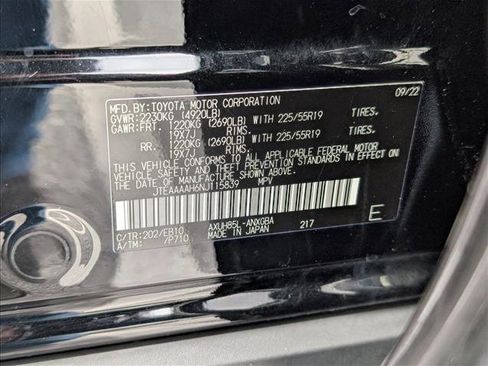 MFD.BY:TOYOTA MOTOR CORPORATION 09/22
GVWR:2230KG (4920LB)
GAWR:FRT. 1220KG (2690LB) WITH 225/55R19 TIRES.
19X7J RIMS.
RR. 1220KG (2690LB) WITH 225/55R19 TIRES.
19X7J RIMS.
THIS VEHICLE CONFORMS TO ALL APPLICABLE FEDERAL MOTOR
VEHICLE SAFETY AND THEFT PREVENTION STANDARDS IN EFFECT
ON THE DATE OF MANUFACTURE SHOWN ABOVE.
JTEAAAAH6NJ115839 MPV
C/TR:202/EB10 AXUH85L-ANXGBA
A/TM: /P710 MADE IN JAPAN 217 E